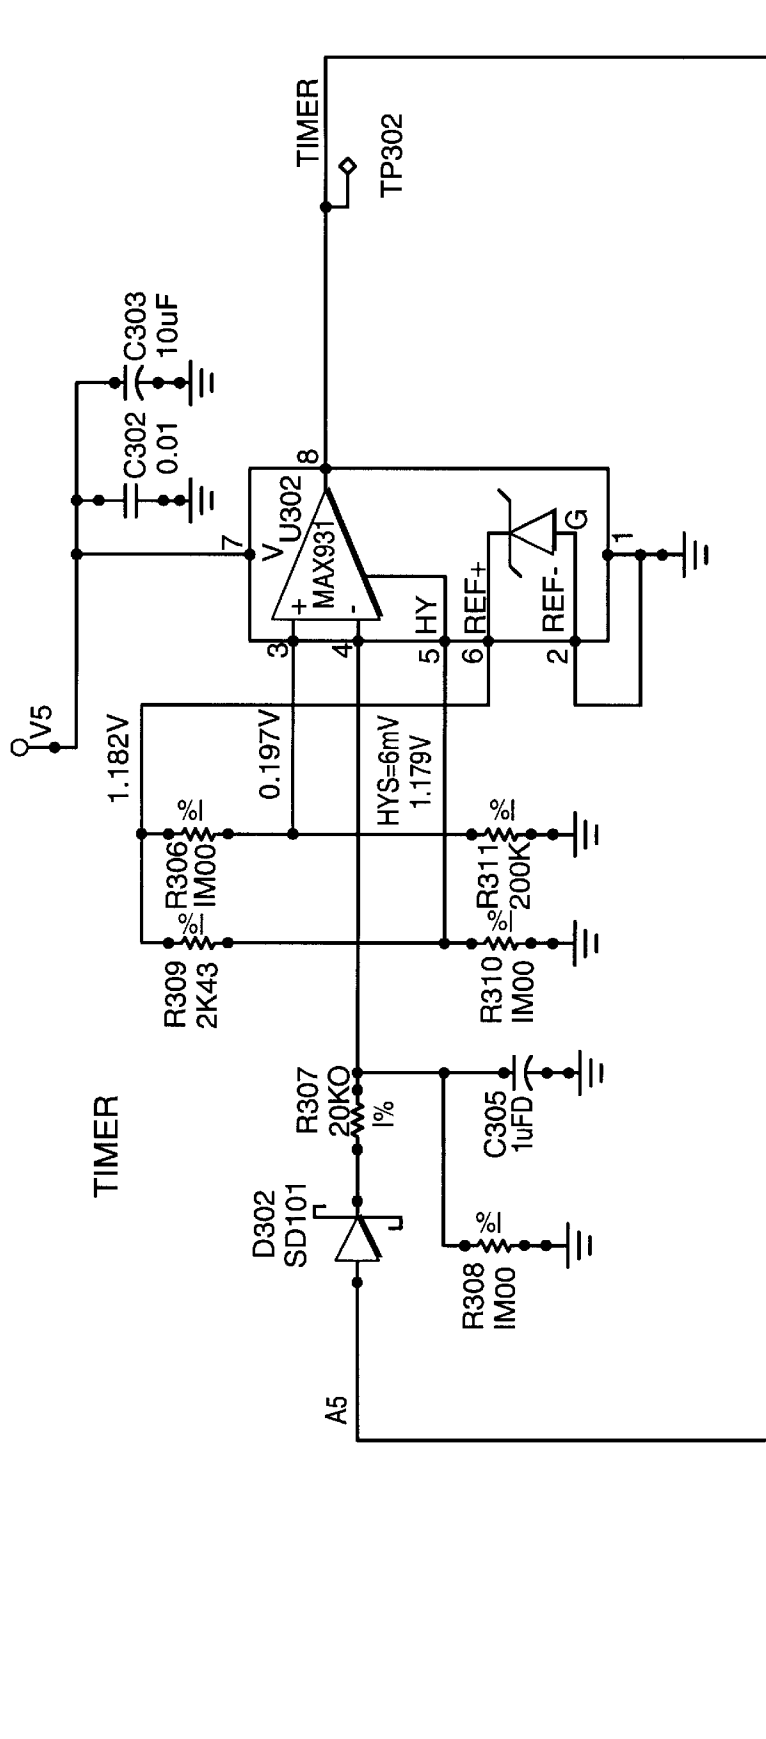 TIMER
TP302
C303
10uF
C302
0.01
V5
7
V
U302
MAX931
+
-
8
3
4
5
HY
6
REF+
2
REF-
G
1
1.182V
0.197V
HYS=6mV
1.179V
R306
IM00
%I
R311
200K
%I
R309
2K43
%I
R310
IM00
%I
TIMER
R307
20KO
I%
C305
1uFD
D302
SD101
R308
IM00
%I
A5